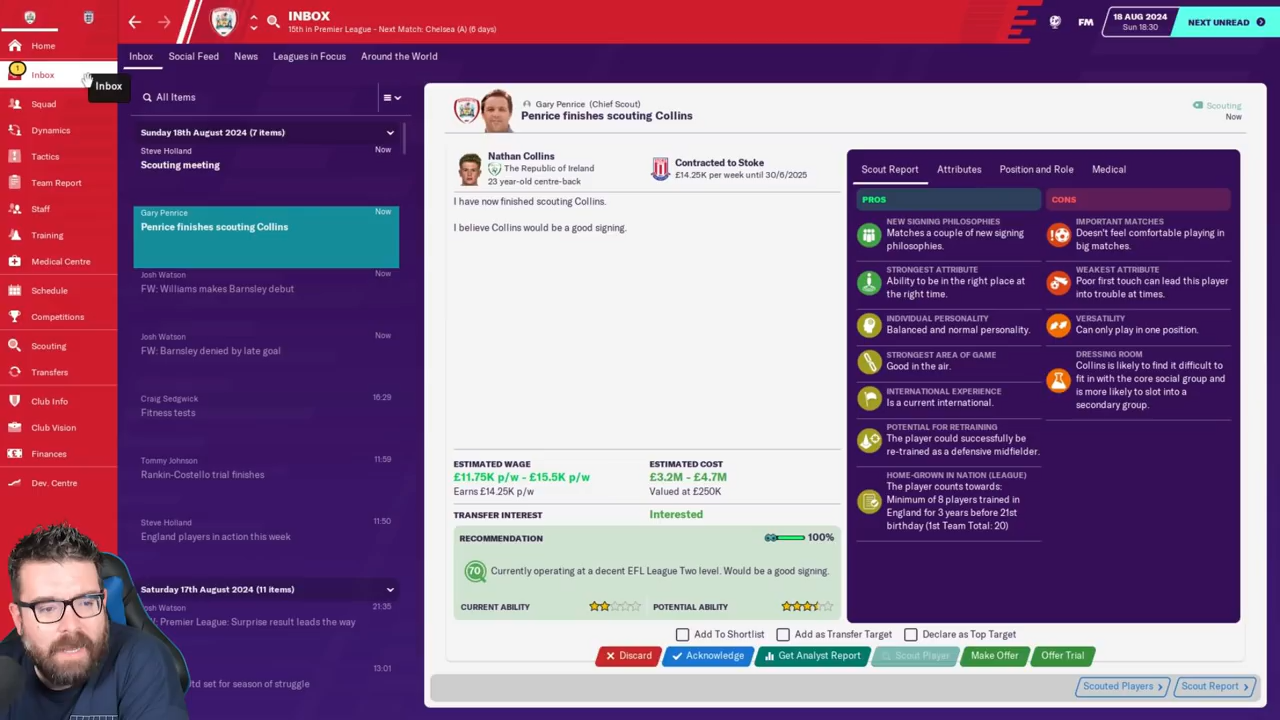 INBOX
15th in Premier League - Next Match: Chelsea (A) (6 days)
FM
18 AUG 2024
Sun 18:30
NEXT UNREAD
Home
1
Inbox
Inbox
Squad
Dynamics
Tactics
Team Report
Staff
Training
Medical Centre
Schedule
Competitions
Scouting
Transfers
Club Info
Club Vision
Finances
Dev. Centre
Inbox
Social Feed
News
Leagues in Focus
Around the World
All Items
Sunday 18th August 2024 (7 items)
Steve Holland
Now
Scouting meeting
Gary Penrice
Now
Penrice finishes scouting Collins
Josh Watson
Now
FW: Williams makes Barnsley debut
Josh Watson
Now
FW: Barnsley denied by late goal
Craig Sedgwick
16:29
Fitness tests
Tommy Johnson
11:59
Rankin-Costello trial finishes
Steve Holland
11:50
England players in action this week
Saturday 17th August 2024 (11 items)
Josh Watson
21:35
Premier League: Surprise result leads the way
13:01
set for season of struggle
Gary Penrice (Chief Scout)
Penrice finishes scouting Collins
Scouting
Now
Nathan Collins
The Republic of Ireland
23 year-old centre-back
Contracted to Stoke
£14.25K per week until 30/6/2025
I have now finished scouting Collins.
I believe Collins would be a good signing.
ESTIMATED WAGE
£11.75K p/w - £15.5K p/w
Earns £14.25K p/w
ESTIMATED COST
£3.2M - £4.7M
Valued at £250K
TRANSFER INTEREST
Interested
RECOMMENDATION
100%
70
Currently operating at a decent EFL League Two level. Would be a good signing.
CURRENT ABILITY
POTENTIAL ABILITY
Scout Report
Attributes
Position and Role
Medical
PROS
NEW SIGNING PHILOSOPHIES
Matches a couple of new signing
philosophies.
STRONGEST ATTRIBUTE
Ability to be in the right place at
the right time.
INDIVIDUAL PERSONALITY
Balanced and normal personality.
STRONGEST AREA OF GAME
Good in the air.
INTERNATIONAL EXPERIENCE
Is a current international.
POTENTIAL FOR RETRAINING
The player could successfully be
re-trained as a defensive midfielder.
HOME-GROWN IN NATION (LEAGUE)
The player counts towards:
Minimum of 8 players trained in
England for 3 years before 21st
birthday (1st Team Total: 20)
CONS
IMPORTANT MATCHES
Doesn't feel comfortable playing in
big matches.
WEAKEST ATTRIBUTE
Poor first touch can lead this player
into trouble at times.
VERSATILITY
Can only play in one position.
DRESSING ROOM
Collins is likely to find it difficult to
fit in with the core social group and
is more likely to slot into a
secondary group.
Add To Shortlist
Add as Transfer Target
Declare as Top Target
Discard
Acknowledge
Get Analyst Report
Scout Player
Make Offer
Offer Trial
Scouted Players
Scout Report